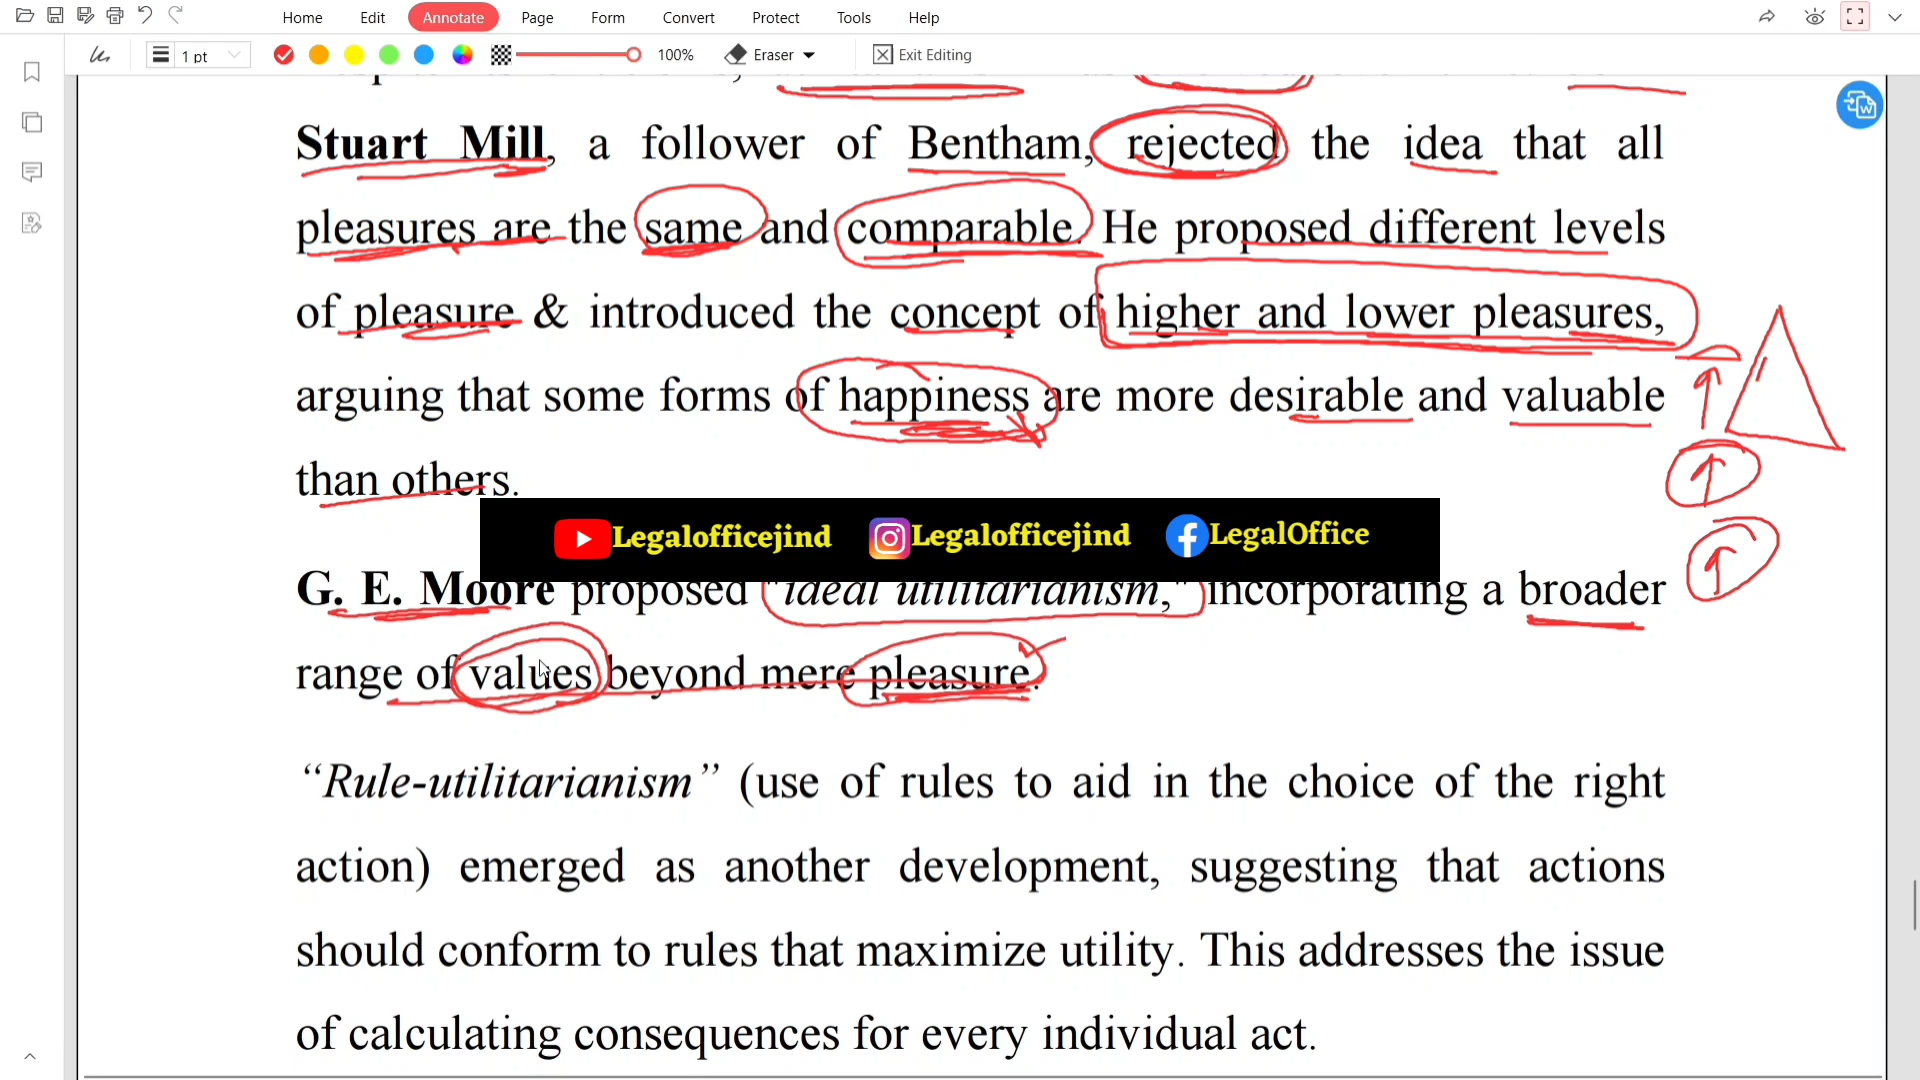 Home Edit Annotate Page Form Convert Protect Tools Help
1 pt 100% Eraser Exit Editing
Stuart Mill, a follower of Bentham, rejected the idea that all
pleasures are the same and comparable. He proposed different levels
of pleasure & introduced the concept of higher and lower pleasures,
arguing that some forms of happiness are more desirable and valuable
than others.
Legalofficejind Legalofficejind LegalOffice
G. E. Moore proposed "ideal utilitarianism," incorporating a broader
range of values beyond mere pleasure.
“Rule-utilitarianism” (use of rules to aid in the choice of the right
action) emerged as another development, suggesting that actions
should conform to rules that maximize utility. This addresses the issue
of calculating consequences for every individual act.